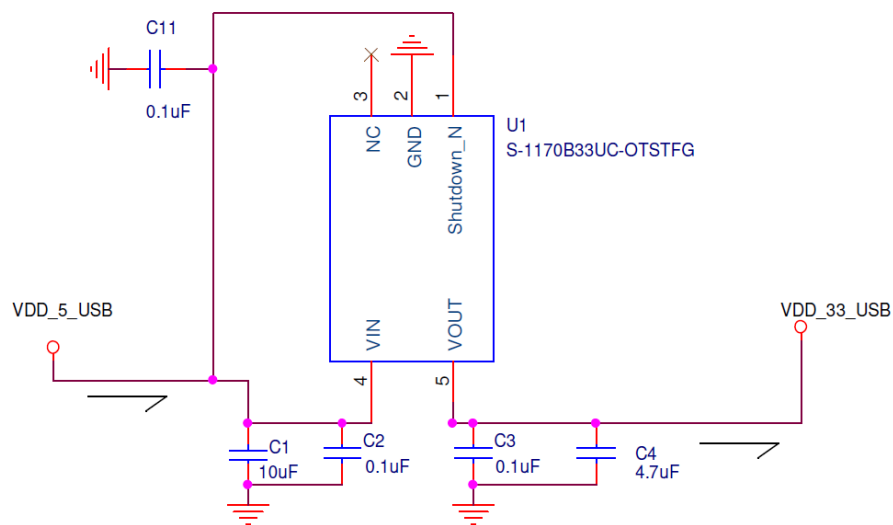 C11
0.1uF
3
2
1
NC
GND
Shutdown_N
U1
S-1170B33UC-OTSTFG
VDD_5_USB
VDD_33_USB
VIN
VOUT
4
5
C1
10uF
C2
0.1uF
C3
0.1uF
C4
4.7uF